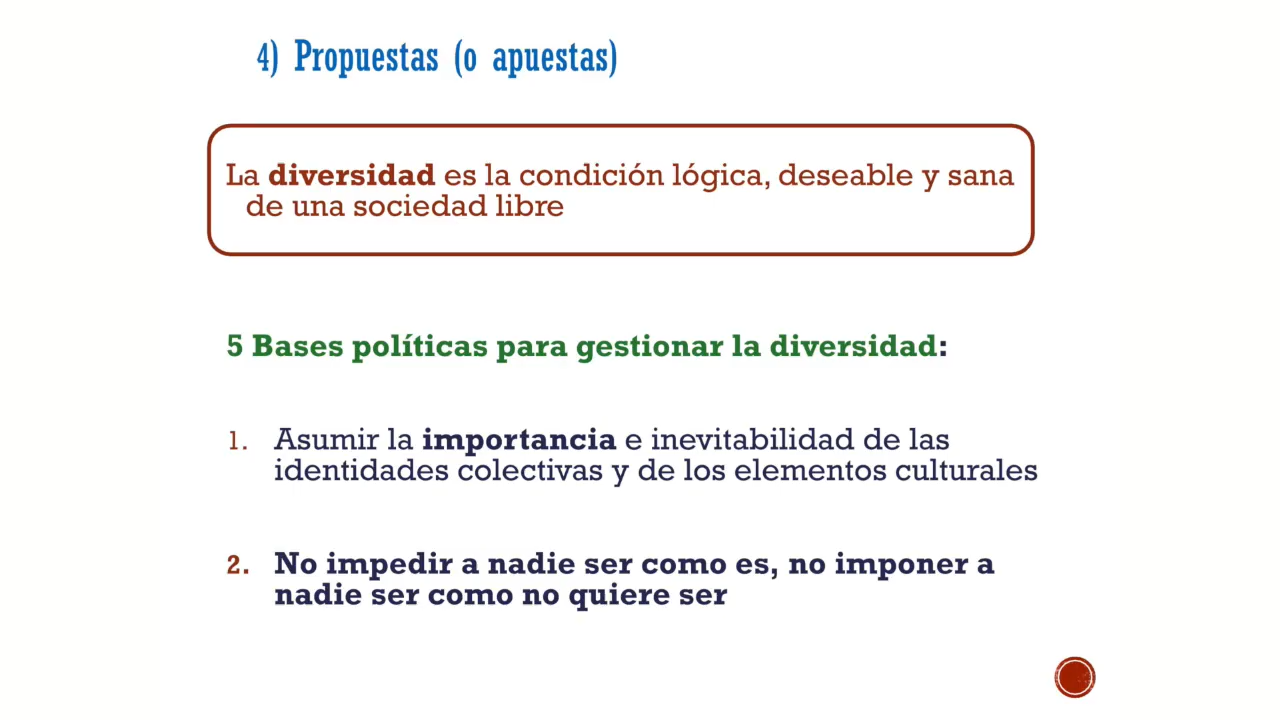 4) Propuestas (o apuestas)
La diversidad es la condición lógica, deseable y sana
de una sociedad libre
5 Bases políticas para gestionar la diversidad:
1. Asumir la importancia e inevitabilidad de las
identidades colectivas y de los elementos culturales
2. No impedir a nadie ser como es, no imponer a
nadie ser como no quiere ser